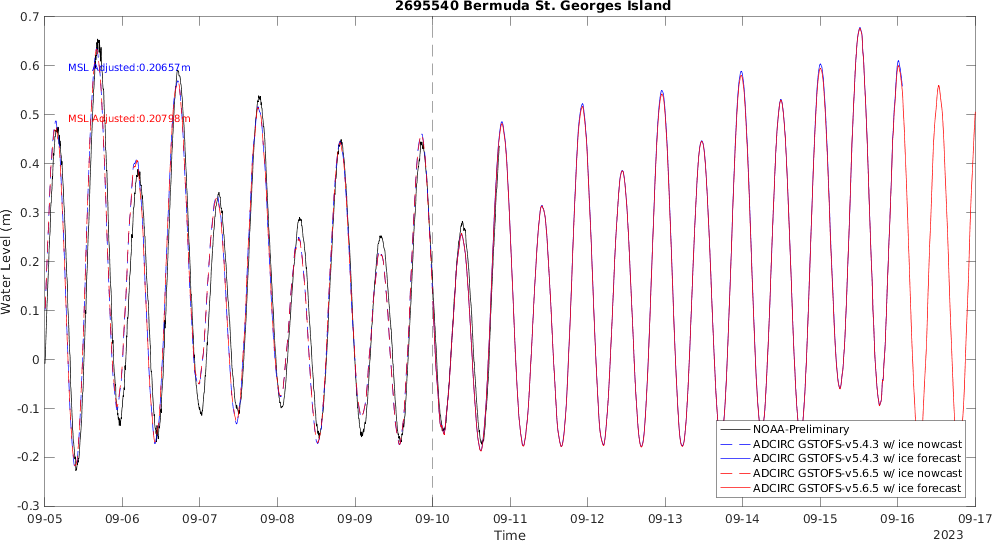 2695540 Bermuda St. Georges Island
0.7
0.6
0.5
0.4
0.3
0.2
0.1
0
-0.1
-0.2
-0.3
Water Level (m)
MSL Adjusted:0.20657m
MSL Adjusted:0.20798m
NOAA-Preliminary
ADCIRC GSTOFS-v5.4.3 w/ ice nowcast
ADCIRC GSTOFS-v5.4.3 w/ ice forecast
ADCIRC GSTOFS-v5.6.5 w/ ice nowcast
ADCIRC GSTOFS-v5.6.5 w/ ice forecast
09-05 09-06 09-07 09-08 09-09 09-10 09-11 09-12 09-13 09-14 09-15 09-16 09-17
Time
2023